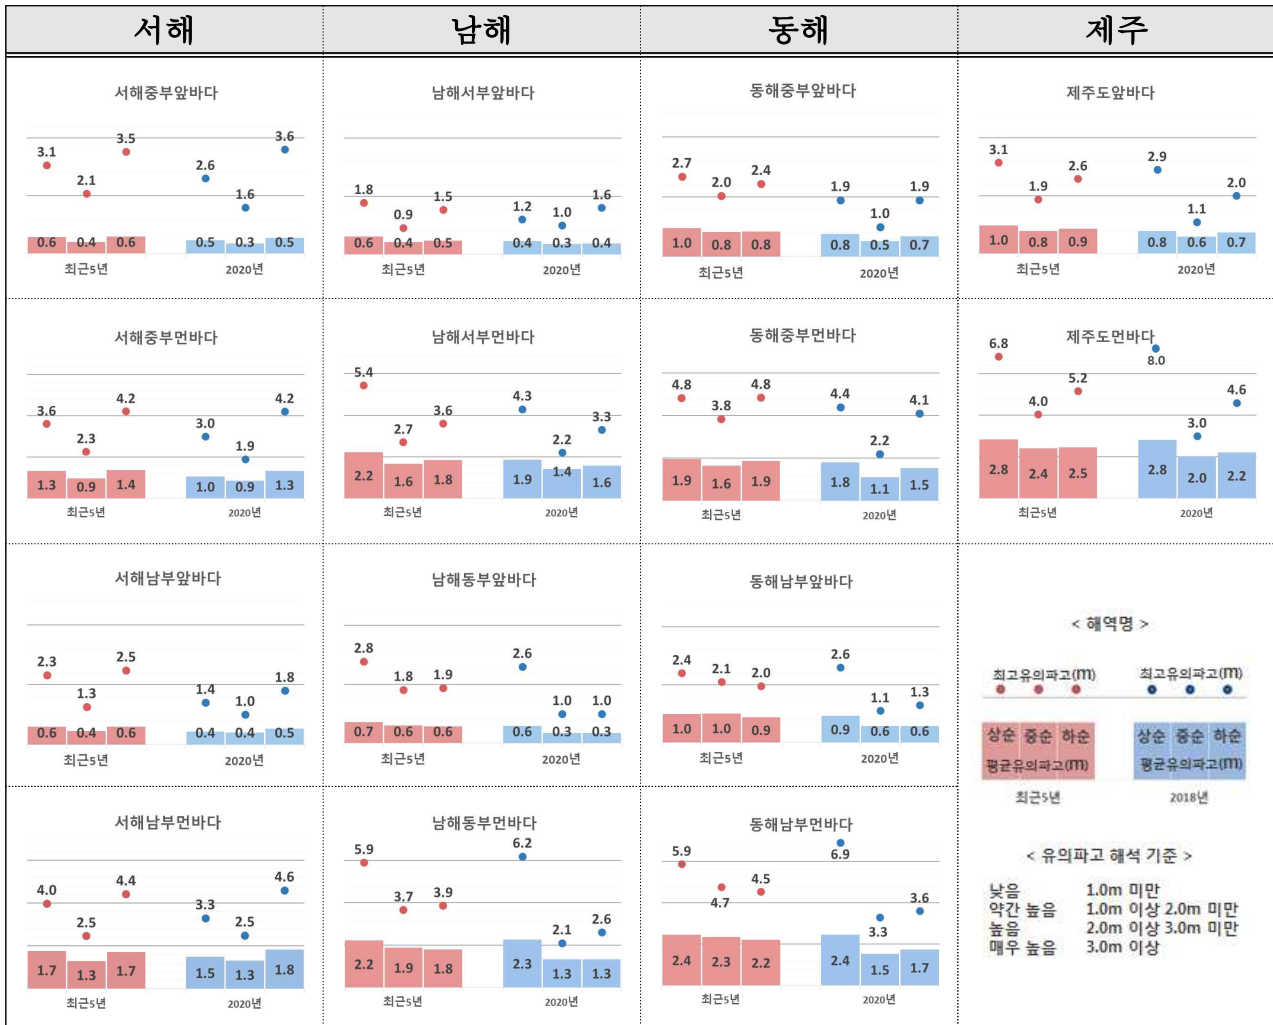 서해 남해 동해 제주
서해중부앞바다
3.1 2.1 3.5 2.6 1.6 3.6
0.6 0.4 0.6 0.5 0.3 0.5
최근5년 2020년
남해서부앞바다
1.8 0.9 1.5 1.2 1.0 1.6
0.6 0.4 0.5 0.4 0.3 0.4
최근5년 2020년
동해중부앞바다
2.7 2.0 2.4 1.9 1.0 1.9
1.0 0.8 0.8 0.8 0.5 0.7
최근5년 2020년
제주도앞바다
3.1 1.9 2.6 2.9 1.1 2.0
1.0 0.8 0.9 0.8 0.6 0.7
최근5년 2020년
서해중부먼바다
3.6 2.3 4.2 3.0 1.9 4.2
1.3 0.9 1.4 1.0 0.9 1.3
최근5년 2020년
남해서부먼바다
5.4 2.7 3.6 4.3 2.2 3.3
2.2 1.6 1.8 1.9 1.4 1.6
최근5년 2020년
동해중부먼바다
4.8 3.8 4.8 4.4 2.2 4.1
1.9 1.6 1.9 1.8 1.1 1.5
최근5년 2020년
제주도먼바다
6.8 4.0 5.2 8.0 3.0 4.6
2.8 2.4 2.5 2.8 2.0 2.2
최근5년 2020년
서해남부앞바다
2.3 1.3 2.5 1.4 1.0 1.8
0.6 0.4 0.6 0.4 0.4 0.5
최근5년 2020년
남해동부앞바다
2.8 1.8 1.9 2.6 1.0 1.0
0.7 0.6 0.6 0.6 0.3 0.3
최근5년 2020년
동해남부앞바다
2.4 2.1 2.0 2.6 1.1 1.3
1.0 1.0 0.9 0.9 0.6 0.6
최근5년 2020년
서해남부먼바다
4.0 2.5 4.4 3.3 2.5 4.6
1.7 1.3 1.7 1.5 1.3 1.8
최근5년 2020년
남해동부먼바다
5.9 3.7 3.9 6.2 2.1 2.6
2.2 1.9 1.8 2.3 1.3 1.3
최근5년 2020년
동해남부먼바다
5.9 4.7 4.5 6.9 3.3 3.6
2.4 2.3 2.2 2.4 1.5 1.7
최근5년 2020년
< 해역명 >
최고유의파고(m) 최고유의파고(m)
상순 중순 하순 상순 중순 하순
평균유의파고(m) 평균유의파고(m)
최근5년 2018년
< 유의파고 해석 기준 >
낮음 1.0m 미만
약간 높음 1.0m 이상 2.0m 미만
높음 2.0m 이상 3.0m 미만
매우 높음 3.0m 이상